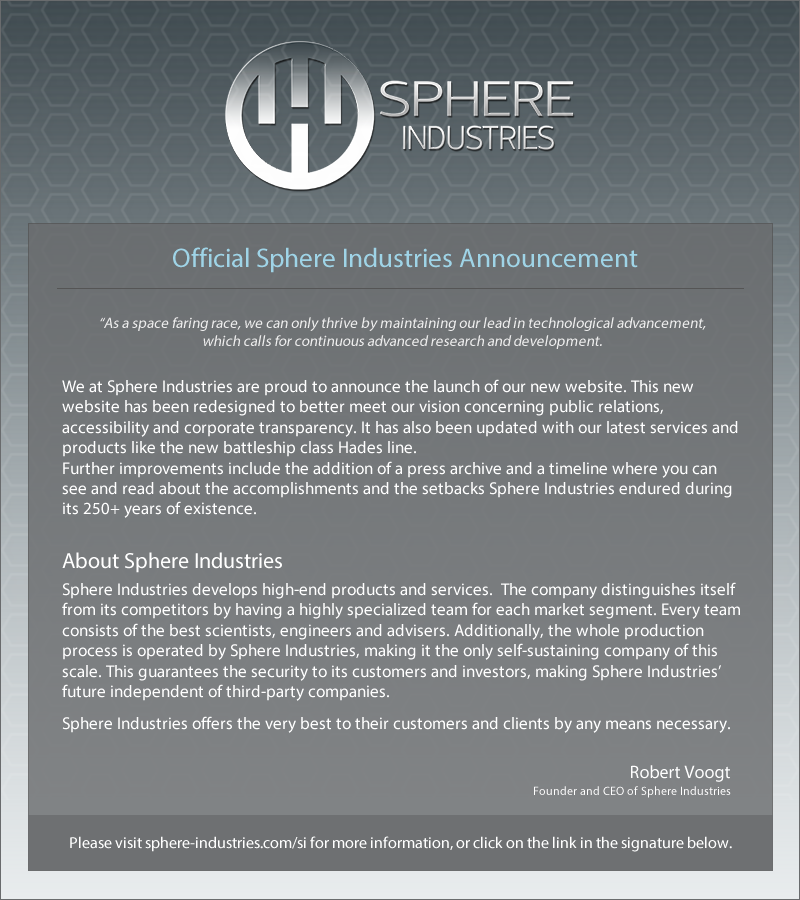 SPHERE
INDUSTRIES
Official Sphere Industries Announcement
“As a space faring race, we can only thrive by maintaining our lead in technological advancement,
which calls for continuous advanced research and development.
We at Sphere Industries are proud to announce the launch of our new website. This new
website has been redesigned to better meet our vision concerning public relations,
accessibility and corporate transparency. It has also been updated with our latest services and
products like the new battleship class Hades line.
Further improvements include the addition of a press archive and a timeline where you can
see and read about the accomplishments and the setbacks Sphere Industries endured during
its 250+ years of existence.
About Sphere Industries
Sphere Industries develops high-end products and services.  The company distinguishes itself
from its competitors by having a highly specialized team for each market segment. Every team
consists of the best scientists, engineers and advisers. Additionally, the whole production
process is operated by Sphere Industries, making it the only self-sustaining company of this
scale. This guarantees the security to its customers and investors, making Sphere Industries’
future independent of third-party companies.
Sphere Industries offers the very best to their customers and clients by any means necessary.
Robert Voogt
Founder and CEO of Sphere Industries
Please visit sphere-industries.com/si for more information, or click on the link in the signature below.